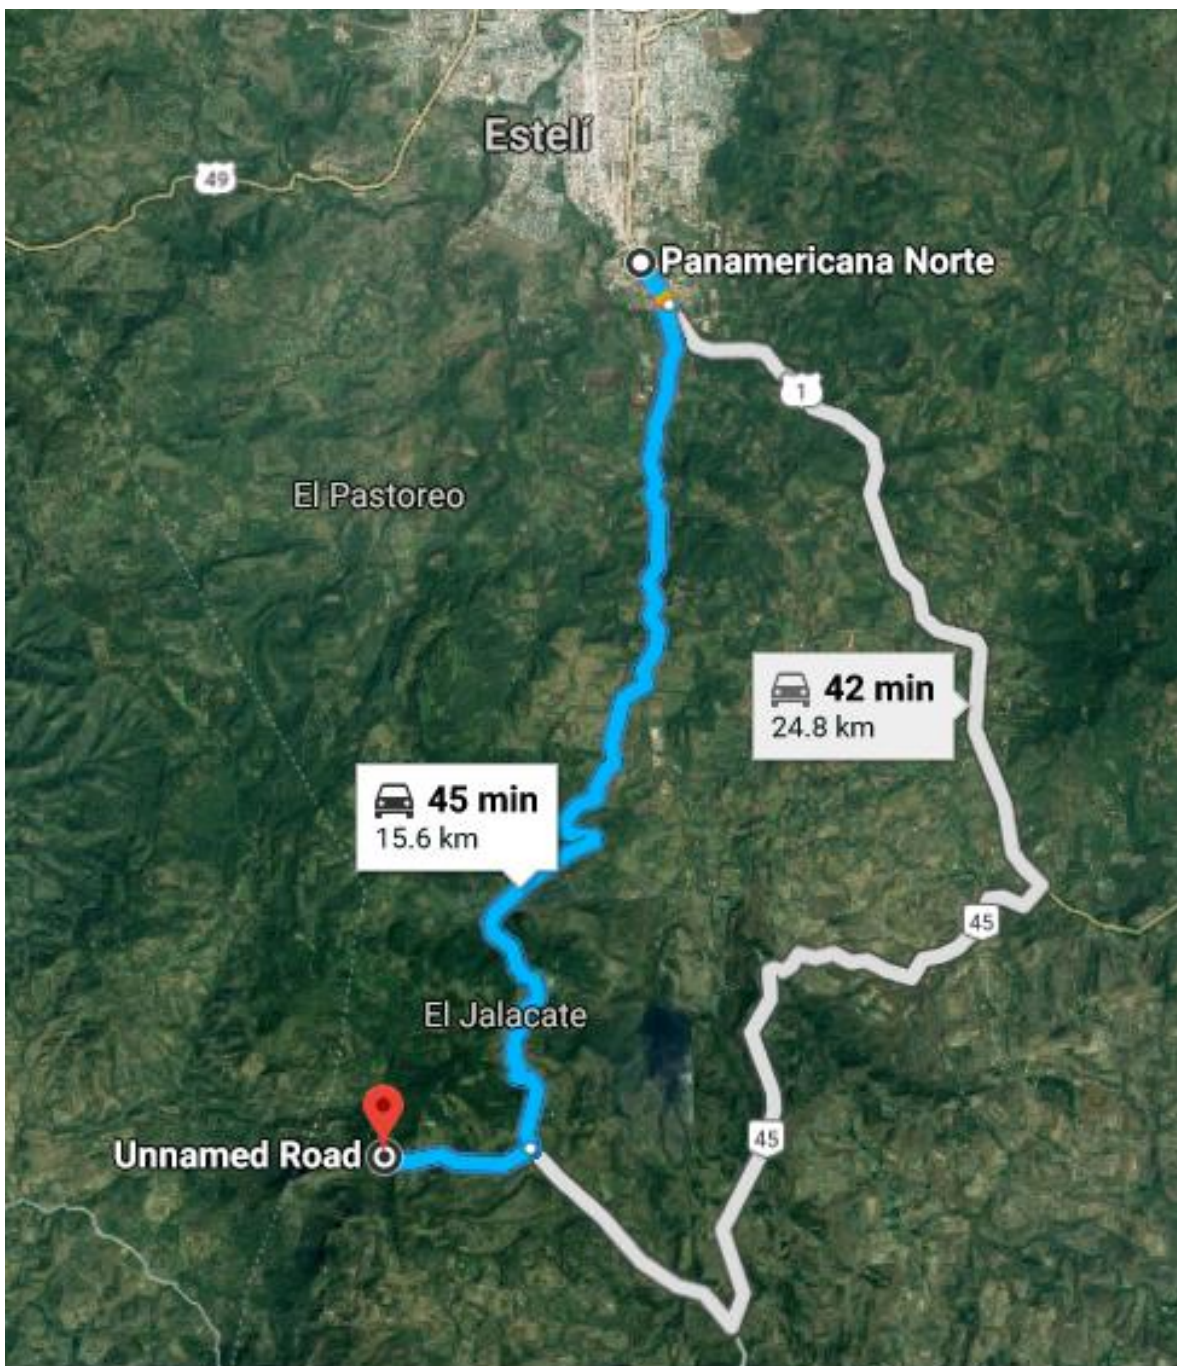 Estelí
49
Panamericana Norte
1
El Pastoreo
42 min
24.8 km
45 min
15.6 km
45
El Jalacate
45
Unnamed Road